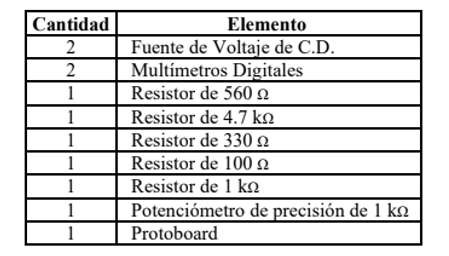 Cantidad Elemento
2 Fuente de Voltaje de C.D.
2 Multímetros Digitales
1 Resistor de 560 Ω
1 Resistor de 4.7 kΩ
1 Resistor de 330 Ω
1 Resistor de 100 Ω
1 Resistor de 1 kΩ
1 Potenciómetro de precisión de 1 kΩ
1 Protoboard